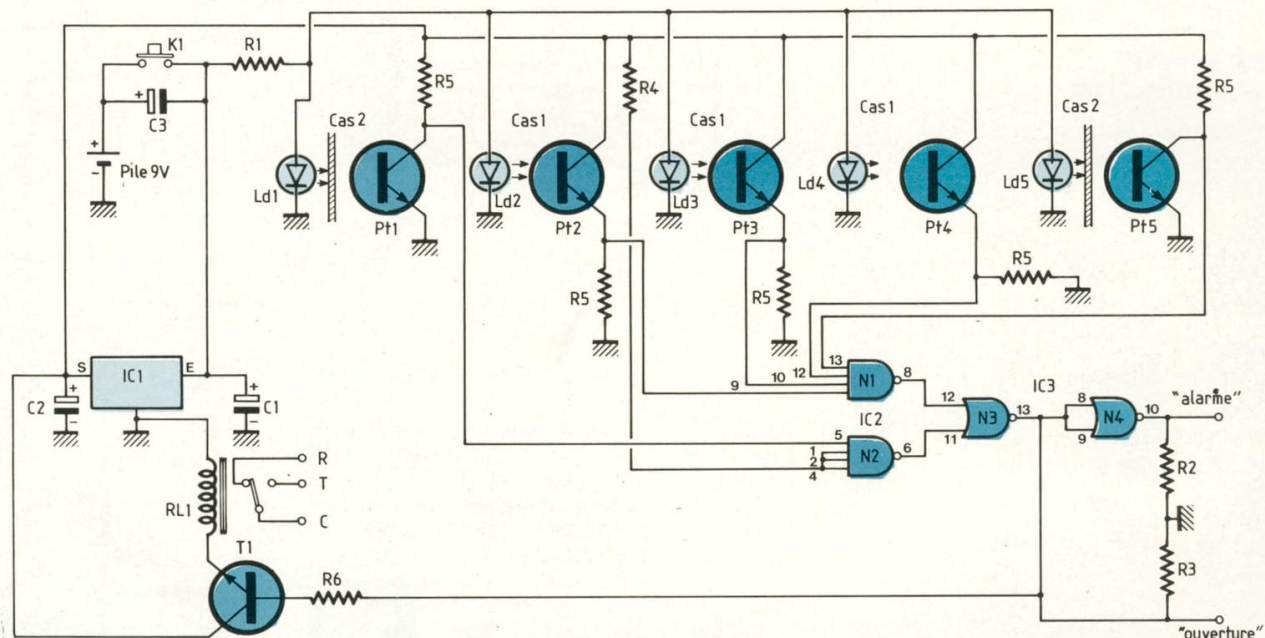 K1
R1
+
C3
+
-
Pile 9V
Ld1
Cas 2
R5
Pt1
Cas 1
Ld2
Pt2
R4
R5
Cas 1
Ld3
Pt3
R5
Cas 1
Ld4
Pt4
R5
Cas 2
Ld5
Pt5
R5
S
IC1
E
+
C2
-
+
C1
-
RL1
R
T
C
T1
R6
13
12
10
9
N1
8
IC2
5
1
2
4
N2
6
12
11
N3
13
IC3
8
9
N4
10
"alarme"
R2
R3
"ouverture"